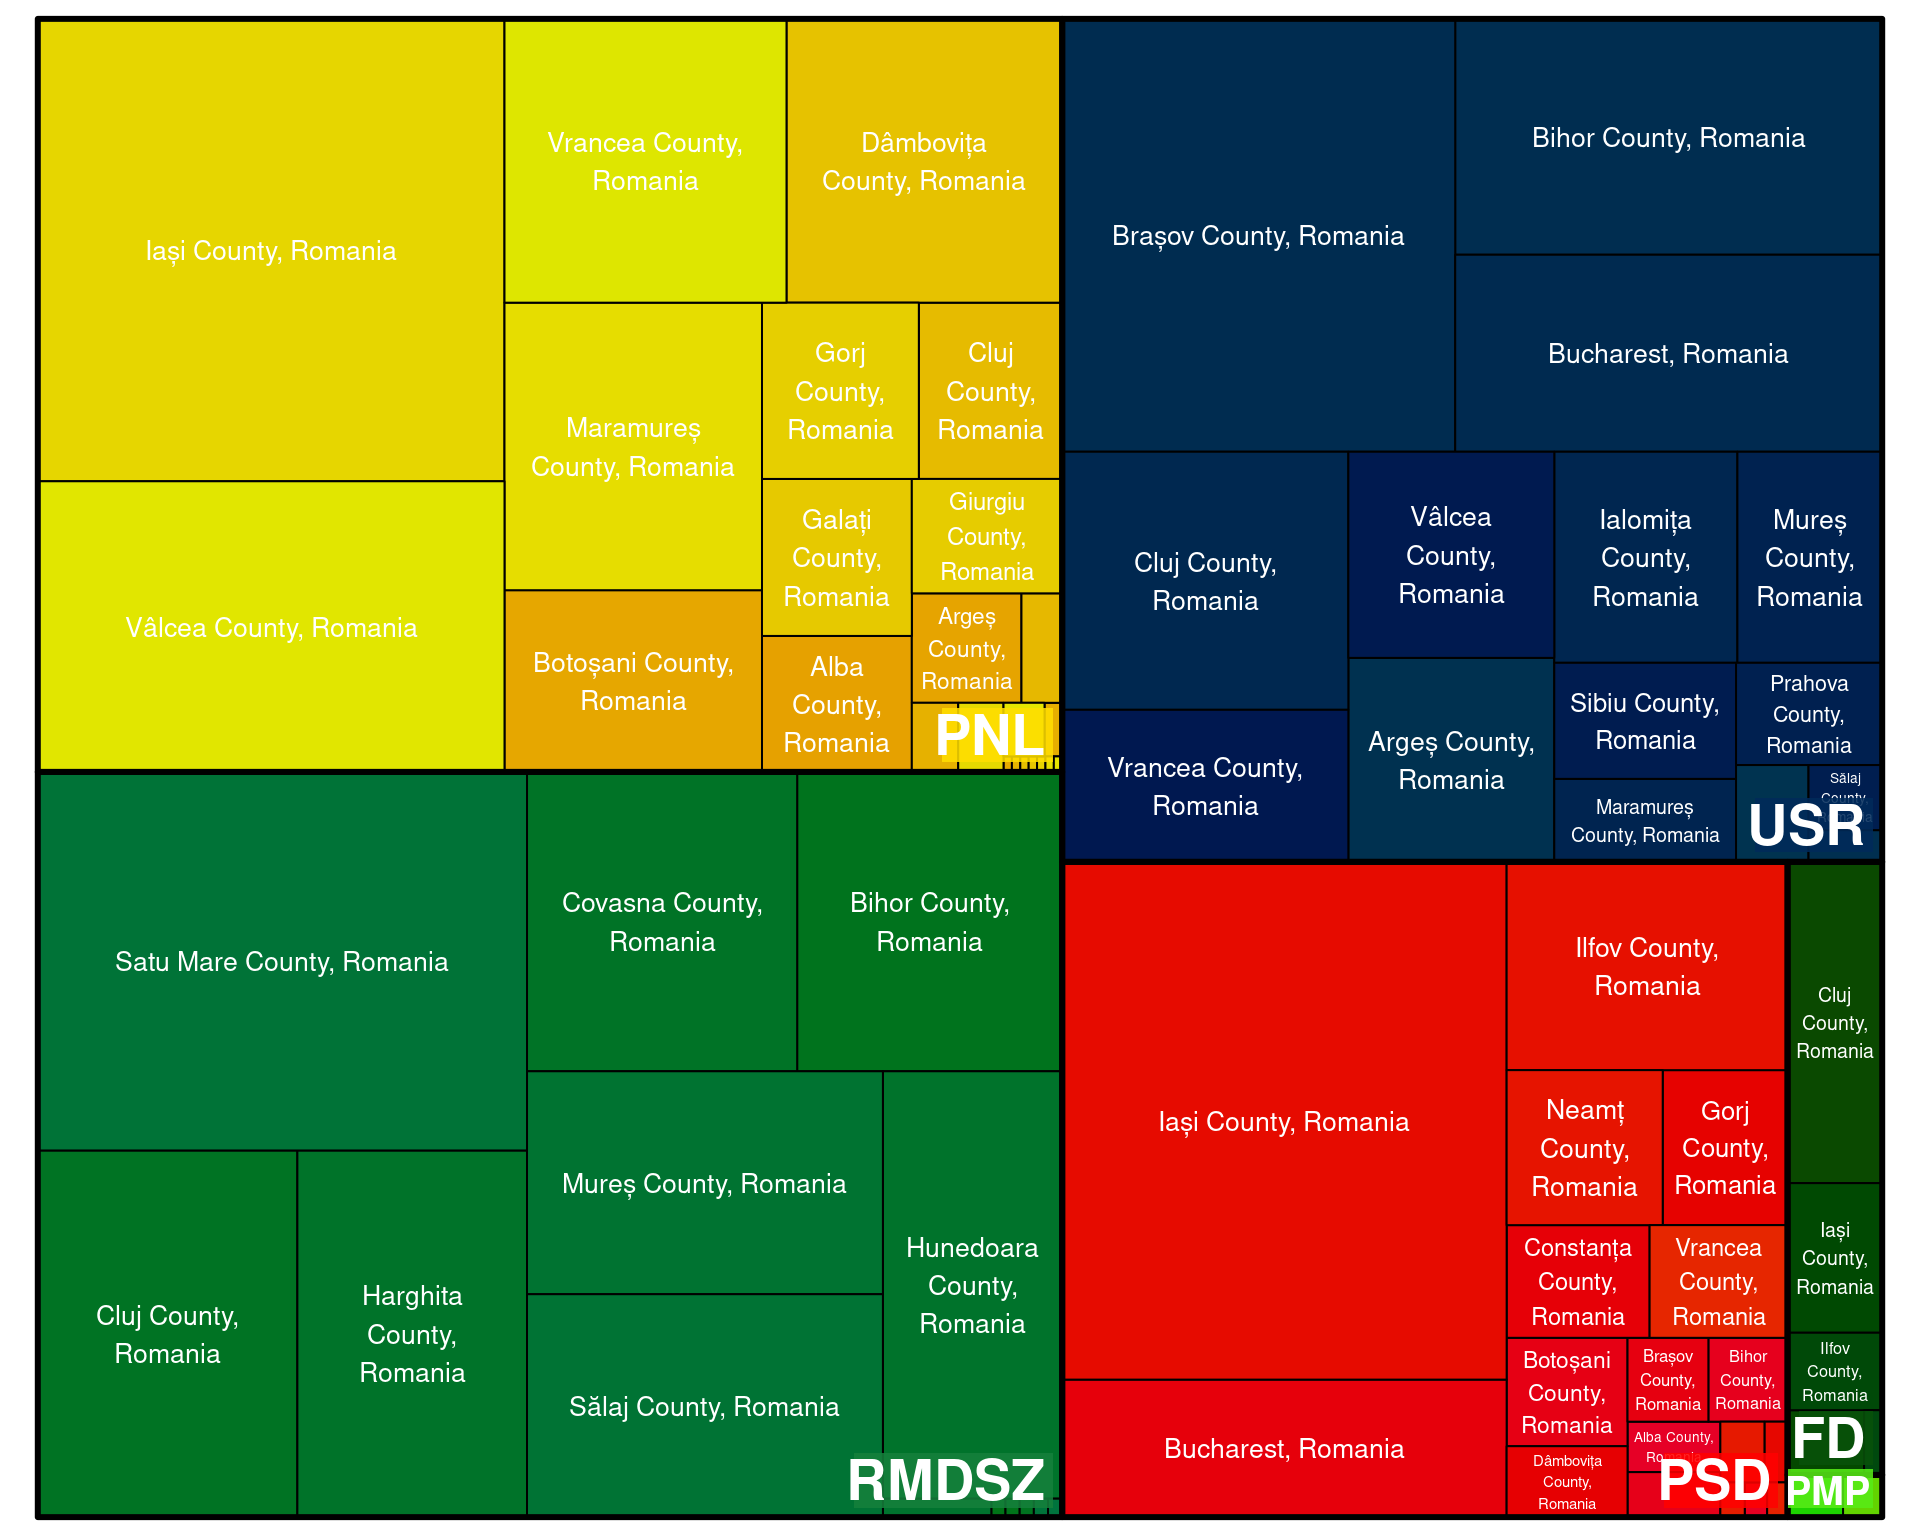 Iași County, Romania
Vrancea County,
Romania
Dâmbovița
County, Romania
Maramureș
County, Romania
Gorj
County,
Romania
Cluj
County,
Romania
Galați
County,
Romania
Giurgiu
County,
Romania
Vâlcea County, Romania
Botoșani County,
Romania
Alba
County,
Romania
Argeș
County,
Romania
PNL
Brașov County, Romania
Bihor County, Romania
Bucharest, Romania
Cluj County,
Romania
Vâlcea
County,
Romania
Ialomița
County,
Romania
Mureș
County,
Romania
Vrancea County,
Romania
Argeș County,
Romania
Sibiu County,
Romania
Prahova
County,
Romania
Maramureș
County, Romania
Sălaj
County,
Romania
USR
Satu Mare County, Romania
Covasna County,
Romania
Bihor County,
Romania
Cluj County,
Romania
Harghita
County,
Romania
Mureș County, Romania
Hunedoara
County,
Romania
Sălaj County, Romania
RMDSZ
Iași County, Romania
Ilfov County,
Romania
Neamț
County,
Romania
Gorj
County,
Romania
Constanța
County,
Romania
Vrancea
County,
Romania
Bucharest, Romania
Botoșani
County,
Romania
Brașov
County,
Romania
Bihor
County,
Romania
Alba County,
Romania
Dâmbovița
County,
Romania
PSD
Cluj
County,
Romania
Iași
County,
Romania
Ilfov
County,
Romania
FD
PMP